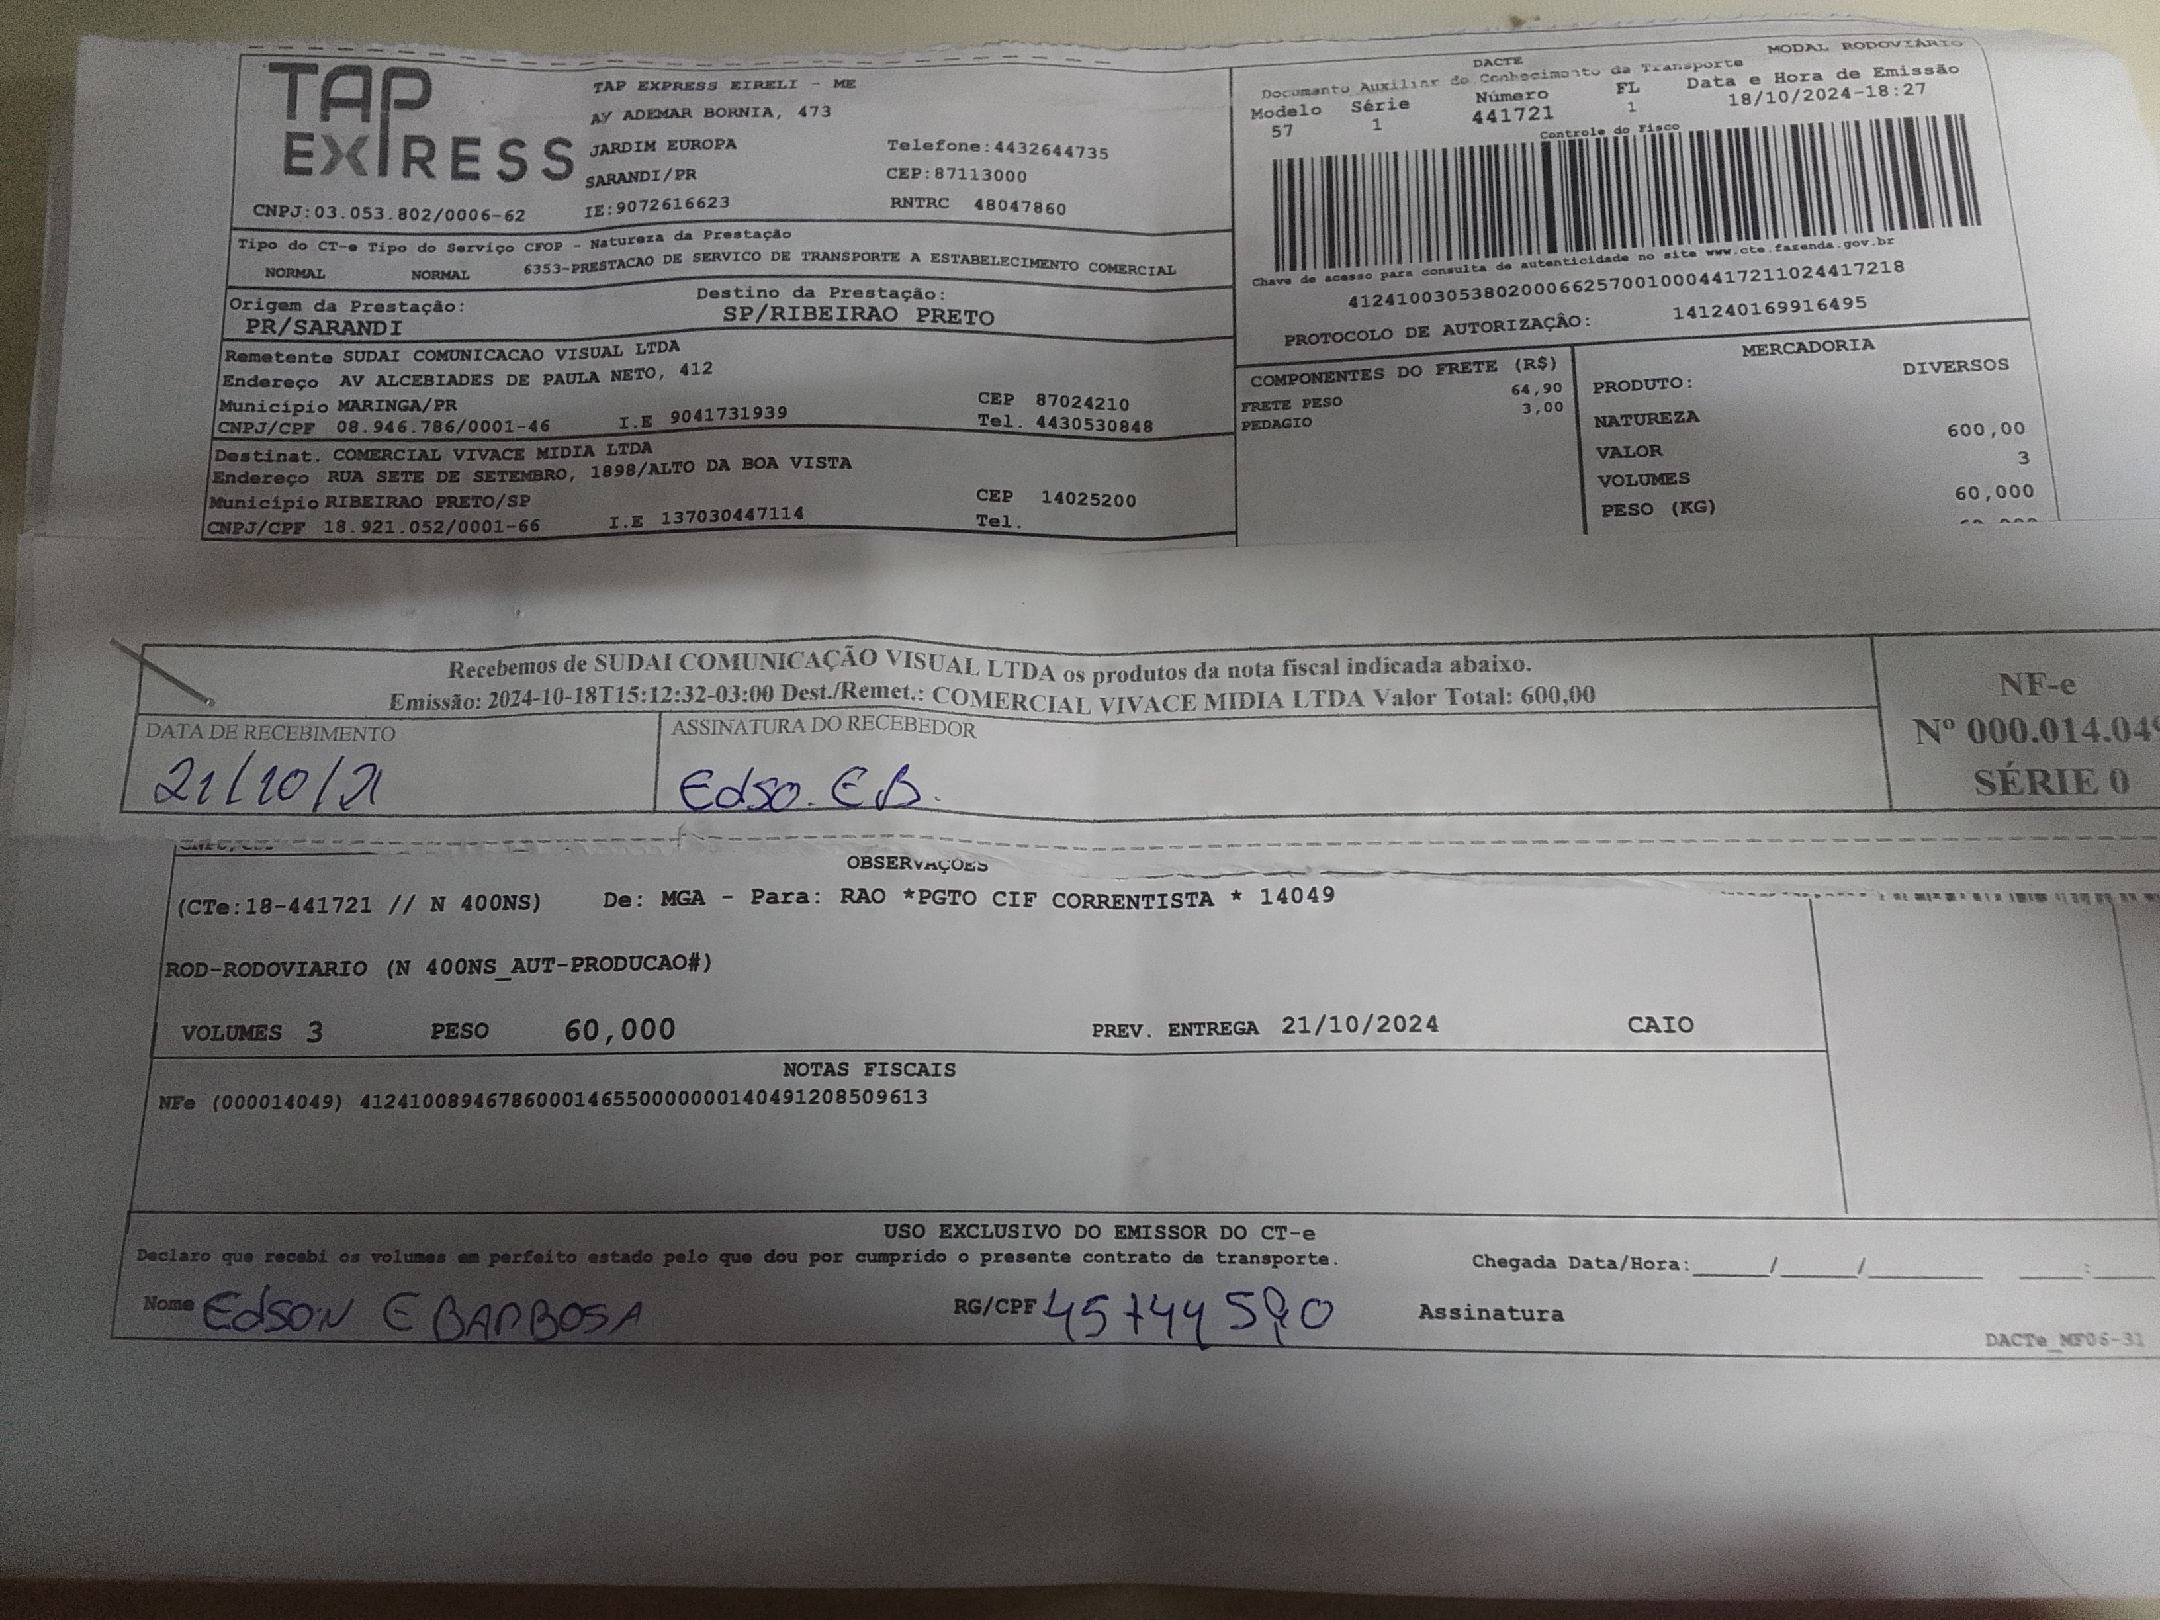 TAP
EXPRESS
TAP EXPRESS EIRELI - ME
AV ADEMAR BORNIA, 473
JARDIM EUROPA Telefone:4432644735
SARANDI/PR CEP:87113000
CNPJ:03.053.802/0006-62 IE:9072616623 RNTRC 48047860
Tipo do CT-e Tipo do Serviço CFOP - Natureza da Prestação
NORMAL NORMAL 6353-PRESTACAO DE SERVICO DE TRANSPORTE A ESTABELECIMENTO COMERCIAL
Origem da Prestação: Destino da Prestação:
PR/SARANDI SP/RIBEIRAO PRETO
Remetente SUDAI COMUNICACAO VISUAL LTDA
Endereço AV ALCEBIADES DE PAULA NETO, 412
Município MARINGA/PR CEP 87024210
CNPJ/CPF 08.946.786/0001-46 I.E 9041731939 Tel. 4430530848
Destinat. COMERCIAL VIVACE MIDIA LTDA
Endereço RUA SETE DE SETEMBRO, 1898/ALTO DA BOA VISTA
Município RIBEIRAO PRETO/SP CEP 14025200
CNPJ/CPF 18.921.052/0001-66 I.E 137030447114 Tel.
DACTE MODAL RODOVIÁRIO
Documento Auxiliar do Conhecimento da Transporte
Modelo Série Número FL Data e Hora de Emissão
57 1 441721 1 18/10/2024-18:27
Controle do Fisco
Chave de acesso para consulta de autenticidade no site www.cte.fazenda.gov.br
41241003053802000662570010004417211024417218
PROTOCOLO DE AUTORIZAÇÂO: 141240169916495
COMPONENTES DO FRETE (R$)
FRETE PESO 64,90
PEDAGIO 3,00
MERCADORIA
PRODUTO: DIVERSOS
NATUREZA
VALOR 600,00
VOLUMES 3
PESO (KG) 60,000
Recebemos de SUDAI COMUNICAÇÃO VISUAL LTDA os produtos da nota fiscal indicada abaixo.
Emissão: 2024-10-18T15:12:32-03:00 Dest./Remet.: COMERCIAL VIVACE MIDIA LTDA Valor Total: 600,00
DATA DE RECEBIMENTO ASSINATURA DO RECEBEDOR
21/10/21 Edso. E B.
NF-e
Nº 000.014.049
SÉRIE 0
OBSERVAÇÕES
(CTe:18-441721 // N 400NS) De: MGA - Para: RAO *PGTO CIF CORRENTISTA * 14049
ROD-RODOVIARIO (N 400NS_AUT-PRODUCAO#)
VOLUMES 3 PESO 60,000 PREV. ENTREGA 21/10/2024 CAIO
NOTAS FISCAIS
NFe (000014049) 41241008946786000146550000000140491208509613
USO EXCLUSIVO DO EMISSOR DO CT-e
Declaro que recebi os volumes em perfeito estado pelo que dou por cumprido o presente contrato de transporte. Chegada Data/Hora:____/____/______ ___:___
Nome Edson E BARBOSA RG/CPF Assinatura
DACTe_MF06-31